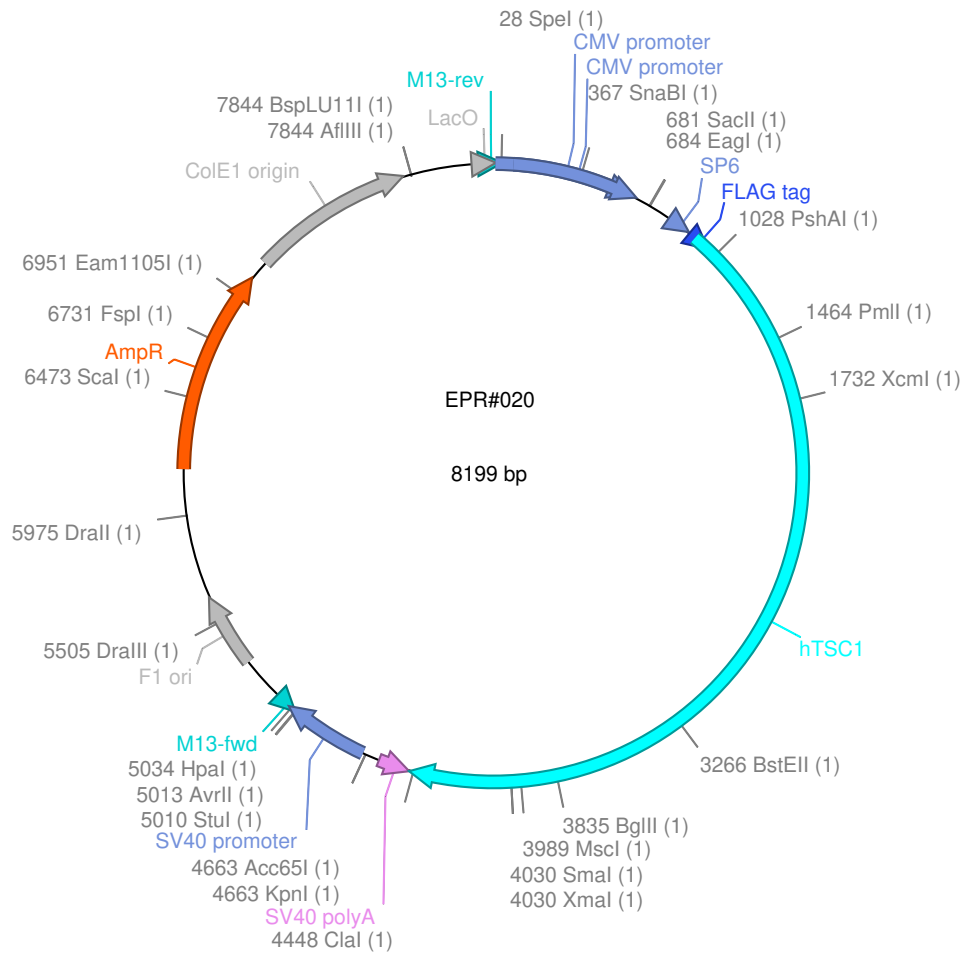 28 SpeI (1)
CMV promoter
CMV promoter
367 SnaBI (1)
681 SacII (1)
684 EagI (1)
SP6
FLAG tag
1028 PshAI (1)
1464 PmlI (1)
1732 XcmI (1)
hTSC1
3266 BstEII (1)
3835 BglII (1)
3989 MscI (1)
4030 SmaI (1)
4030 XmaI (1)
4448 ClaI (1)
SV40 polyA
4663 KpnI (1)
4663 Acc65I (1)
SV40 promoter
5010 StuI (1)
5013 AvrII (1)
5034 HpaI (1)
M13-fwd
F1 ori
5505 DraIII (1)
5975 DraII (1)
6473 ScaI (1)
AmpR
6731 FspI (1)
6951 Eam1105I (1)
ColE1 origin
7844 AflIII (1)
7844 BspLU11I (1)
LacO
M13-rev
EPR#020
8199 bp